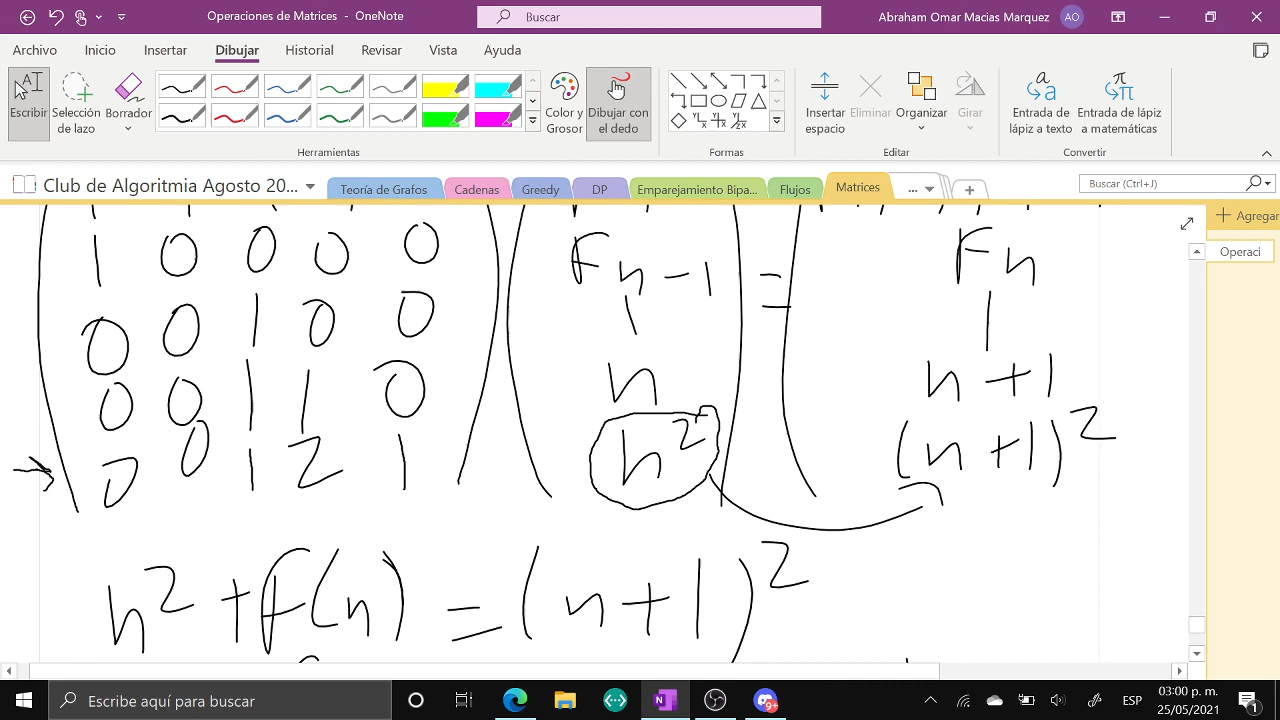 Operaciones de Matrices - OneNote
Buscar
Abraham Omar Macias Marquez
AO
Archivo Inicio Insertar Dibujar Historial Revisar Vista Ayuda
Escribir
Selección de lazo
Borrador
Color y Grosor
Dibujar con el dedo
Insertar espacio
Eliminar
Organizar
Girar
Entrada de lápiz a texto
Entrada de lápiz a matemáticas
Herramientas
Formas
Editar
Convertir
Club de Algoritmia Agosto 20...
Teoría de Grafos
Cadenas
Greedy
DP
Emparejamiento Bipa...
Flujos
Matrices
...
Buscar (Ctrl+J)
Agregar
Operaci
1 0 0 0 0 Fn-1 = Fn
0 0 1 0 0 1 1
0 0 1 1 0 n n+1
0 0 1 2 1 n² (n+1)²
n² + f(n) = (n+1)²
Escribe aquí para buscar
9+
ESP
03:00 p. m.
25/05/2021
1